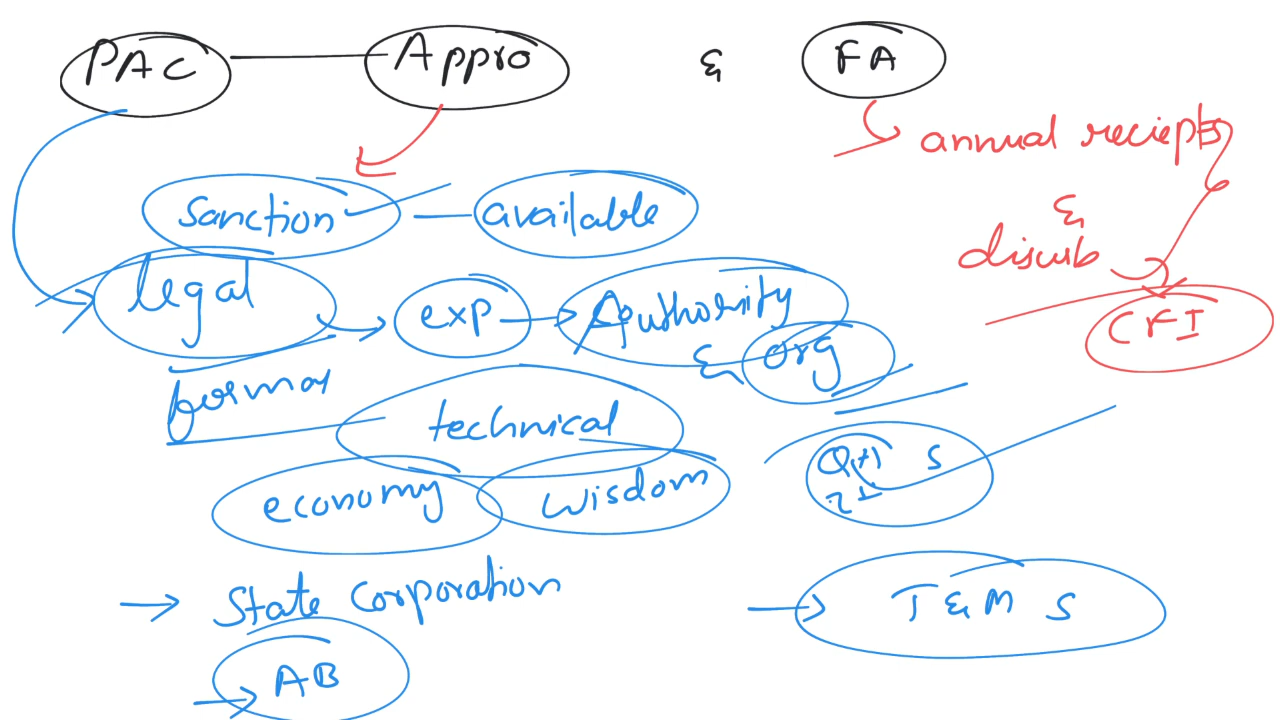 PAC Appro & FA
annual reciepts
&
disurb
CFI
sanction available
legal exp Authority
& org
formal
technical
economy wisdom
S
→ State Corporation
→ T & M S
→ AB